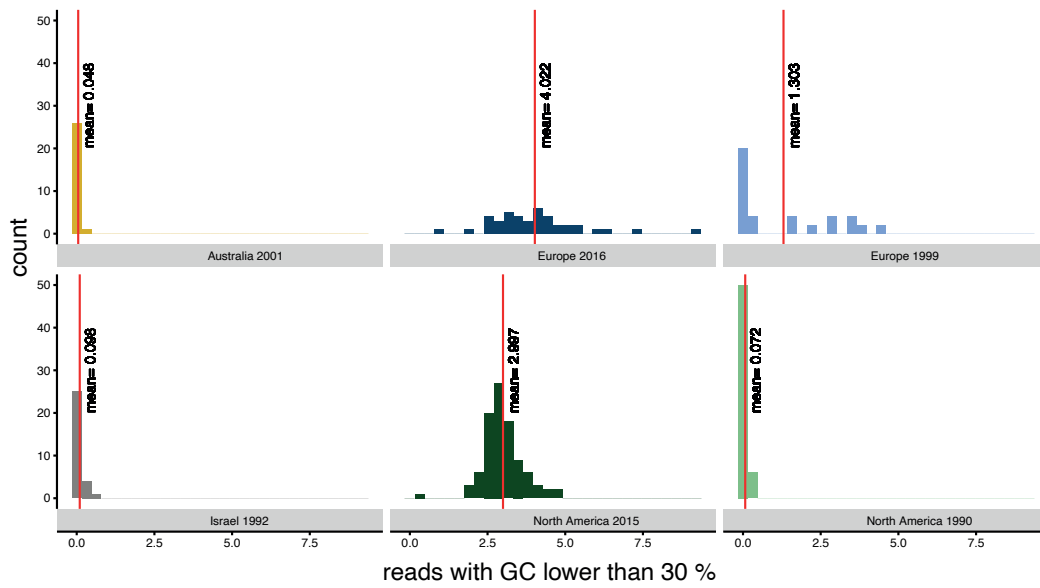 50
40
30
20
10
0
mean= 0.048
mean= 4.022
mean= 1.303
Australia 2001
Europe 2016
Europe 1999
count
50
40
30
20
10
0
mean= 0.098
mean= 2.997
mean= 0.072
Israel 1992
North America 2015
North America 1990
0.0 2.5 5.0 7.5 0.0 2.5 5.0 7.5 0.0 2.5 5.0 7.5
reads with GC lower than 30 %